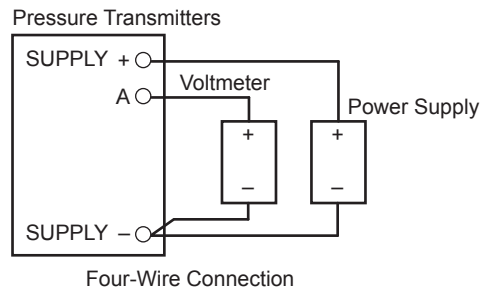 Pressure Transmitters
SUPPLY +
A
Voltmeter
Power Supply
+ +
– –
SUPPLY –
Four-Wire Connection